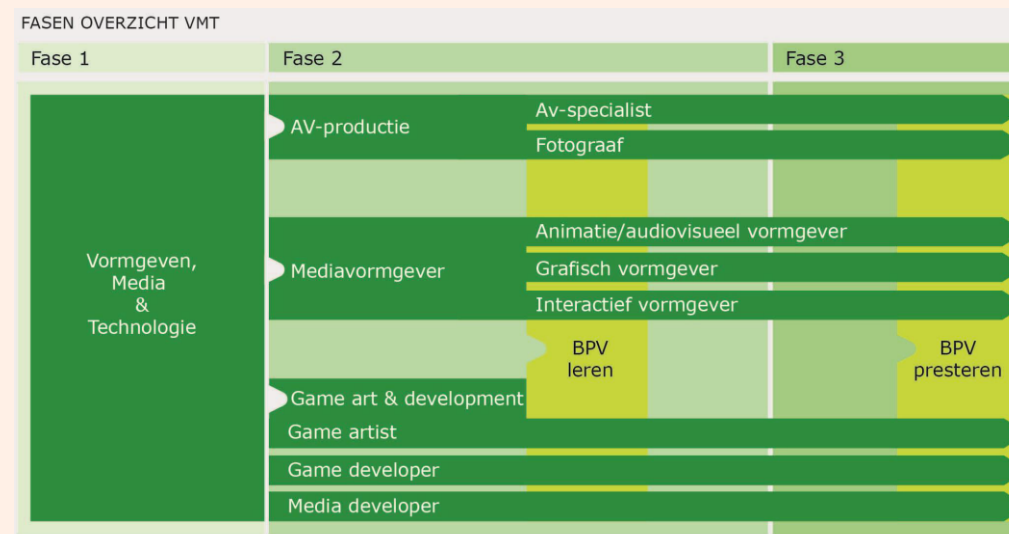 FASEN OVERZICHT VMT
Fase 1
Fase 2
Fase 3
Vormgeven,
Media
&
Technologie
AV-productie
Av-specialist
Fotograaf
Mediavormgever
Animatie/audiovisueel vormgever
Grafisch vormgever
Interactief vormgever
BPV
leren
BPV
presteren
Game art & development
Game artist
Game developer
Media developer